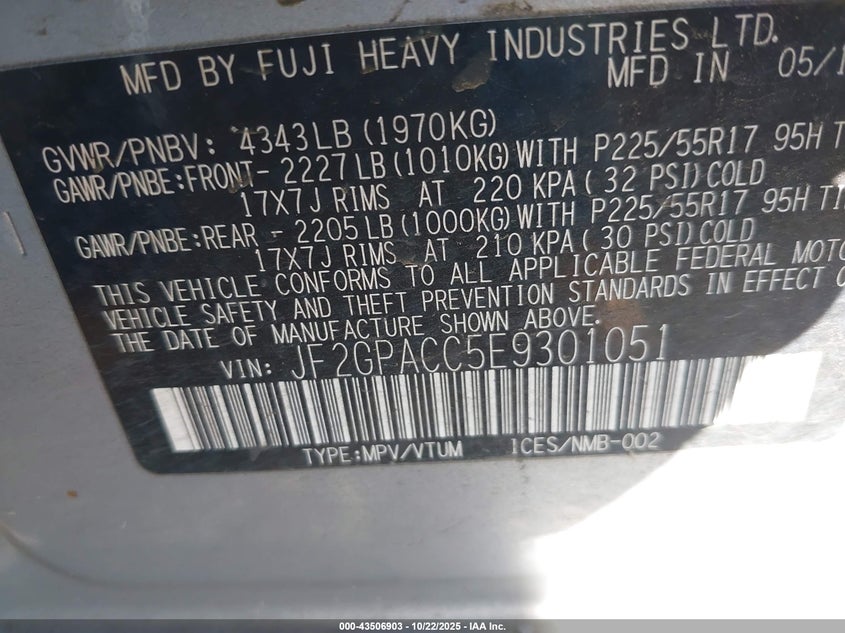 MFD BY FUJI HEAVY INDUSTRIES LTD.
MFD IN 05/1
GVWR/PNBV: 4343LB(1970KG)
GAWR/PNBE:FRONT- 2227LB(1010KG)WITH P225/55R17 95H T
17X7J RIMS AT 220 KPA( 32 PSI)COLD
GAWR/PNBE:REAR - 2205LB(1000KG)WITH P225/55R17 95H TI
17X7J RIMS AT 210 KPA( 30 PSI)COLD
THIS VEHICLE CONFORMS TO ALL APPLICABLE FEDERAL MOTO
VEHICLE SAFETY AND THEFT PREVENTION STANDARDS IN EFFECT O
THE DATE OF MANUFACTURE SHOWN ABOVE.
VIN: JF2GPACC5E9301051
TYPE:MPV/VTUM ICES/NMB-002
000-43506903 - 10/22/2025 - IAA Inc.